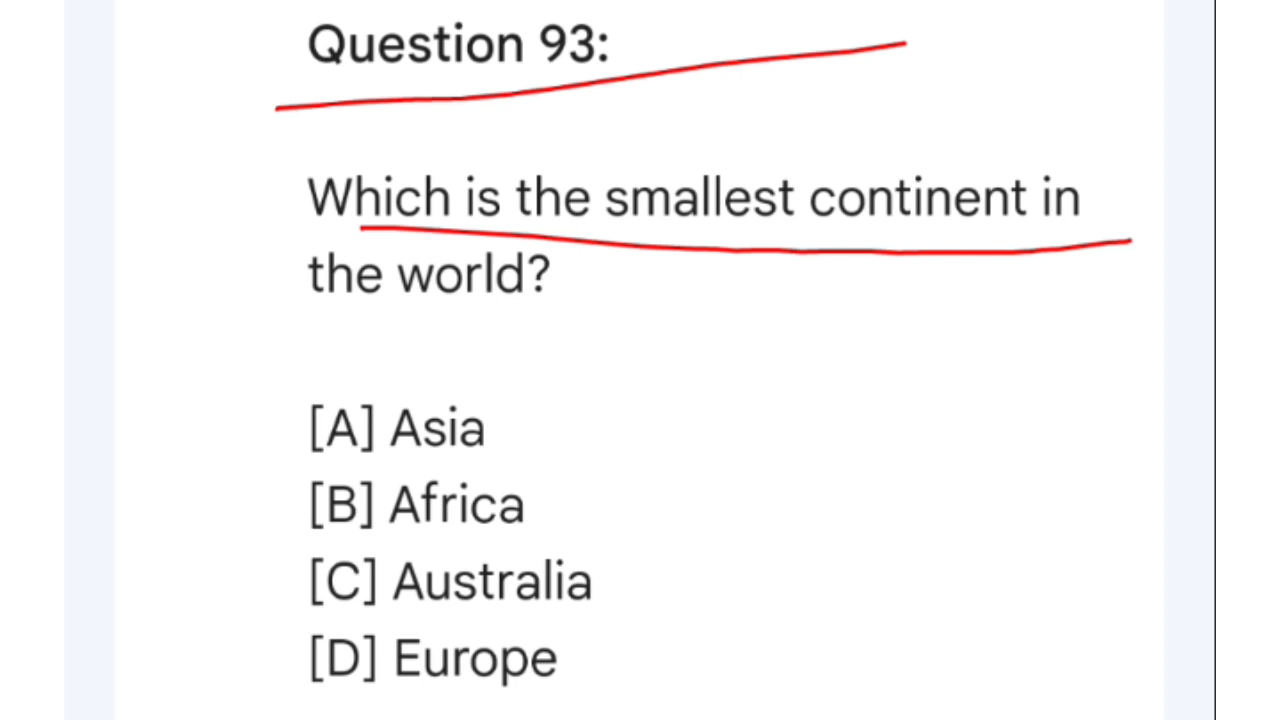 Question 93:
Which is the smallest continent in
the world?
[A] Asia
[B] Africa
[C] Australia
[D] Europe